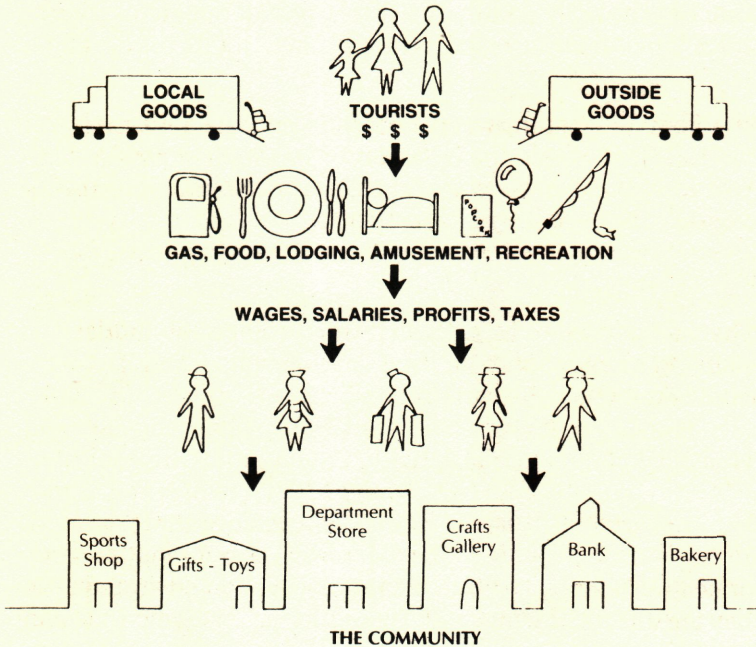 LOCAL
GOODS
TOURISTS
$ $ $
OUTSIDE
GOODS
POPCORN
GAS, FOOD, LODGING, AMUSEMENT, RECREATION
WAGES, SALARIES, PROFITS, TAXES
Sports
Shop
Gifts - Toys
Department
Store
Crafts
Gallery
Bank
Bakery
THE COMMUNITY